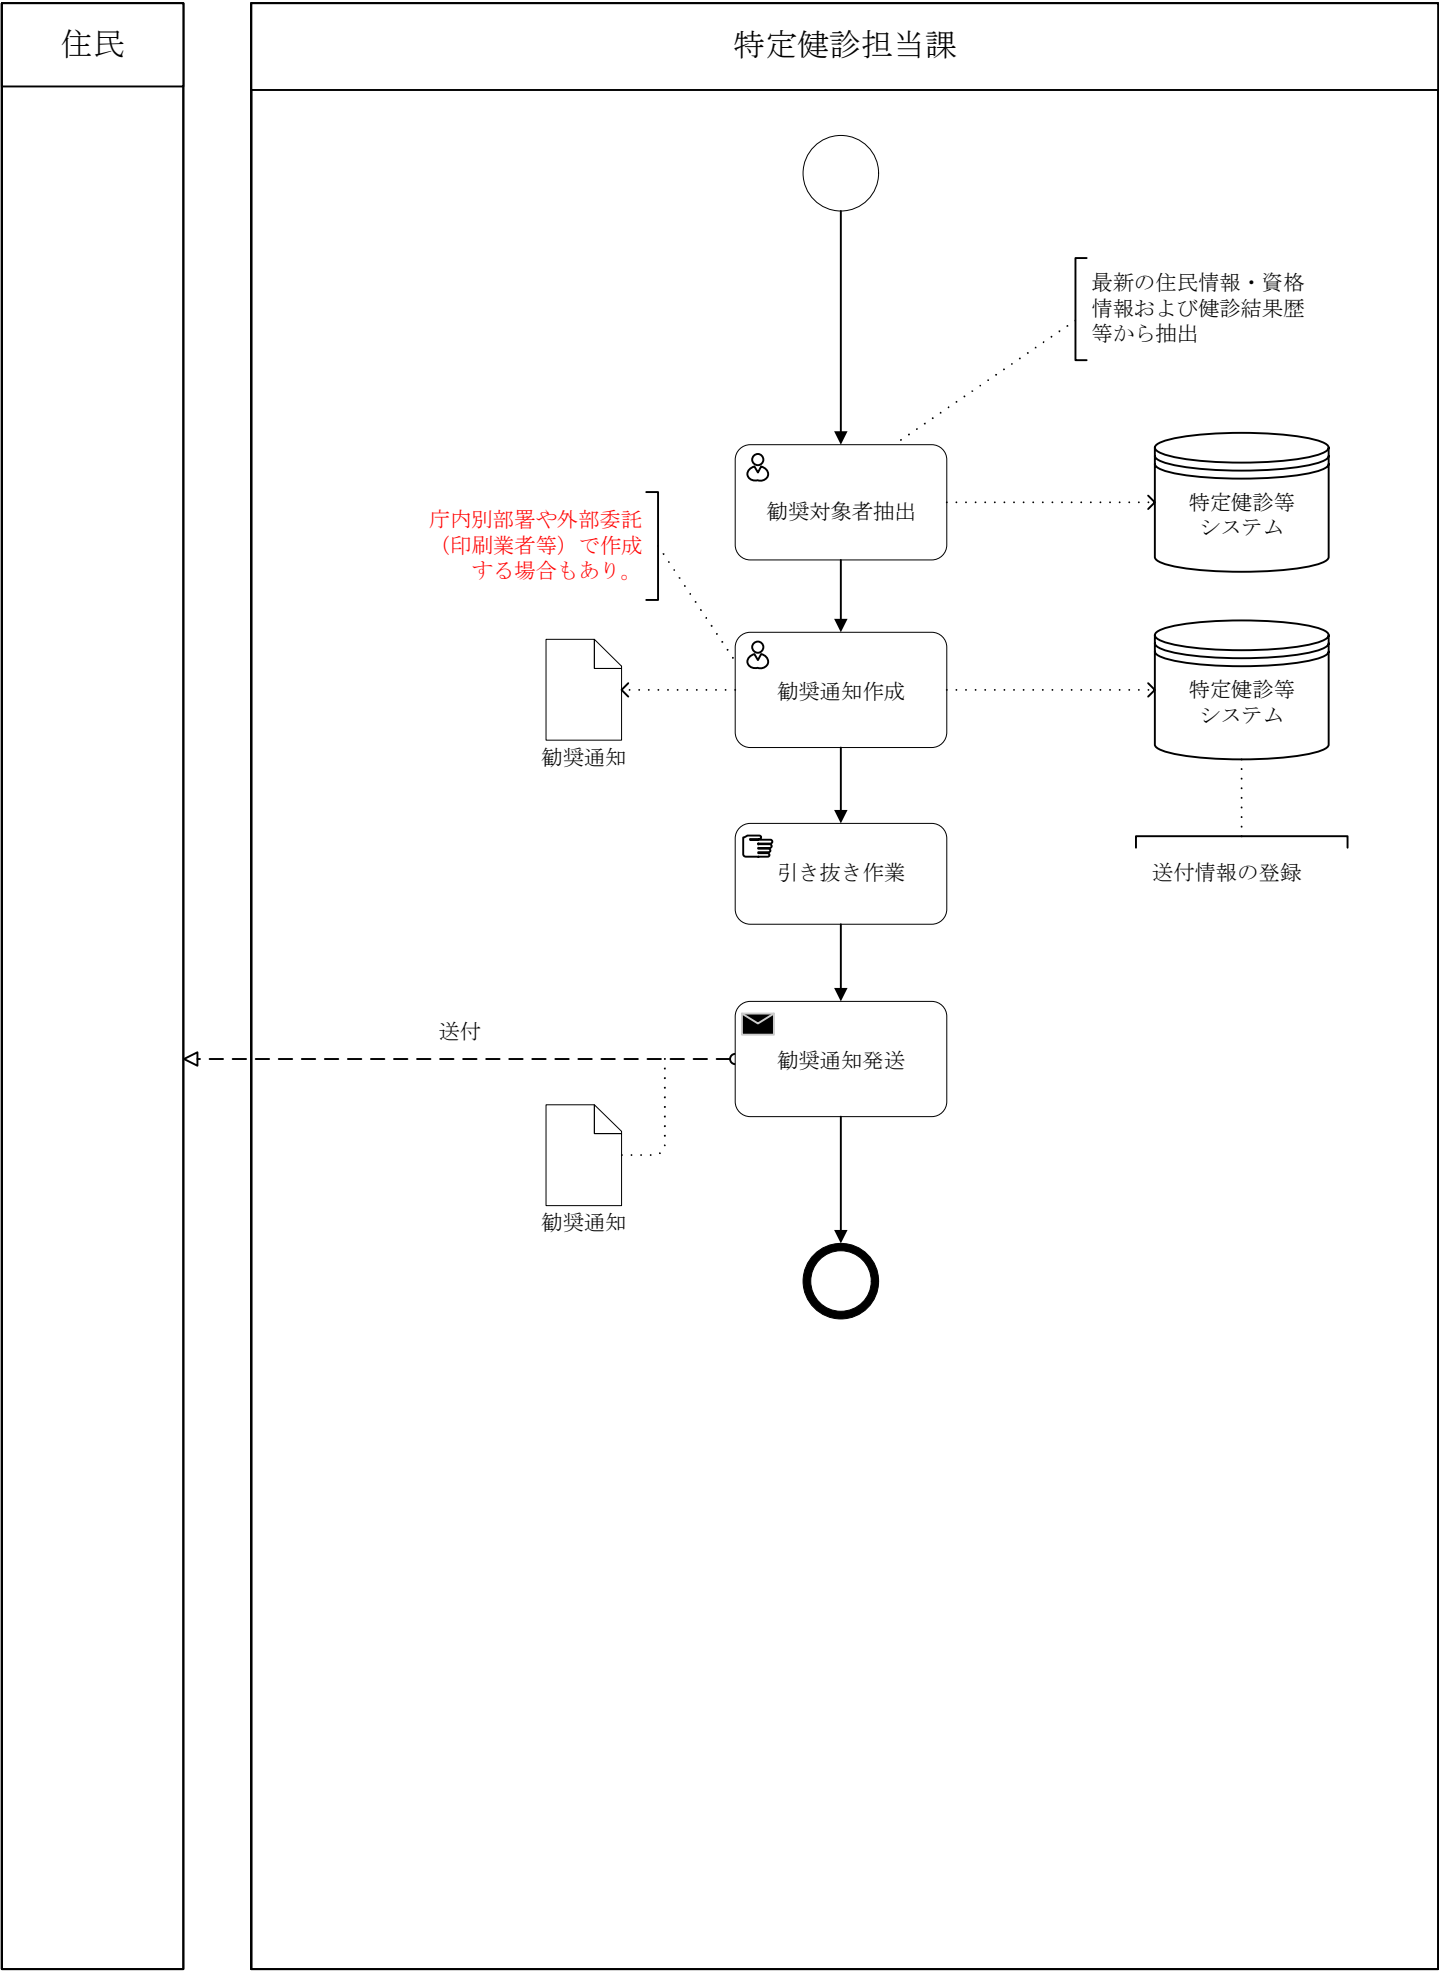 住民
特定健診担当課
最新の住民情報・資格
情報および健診結果歴
等から抽出
勧奨対象者抽出
特定健診等
システム
庁内別部署や外部委託
（印刷業者等）で作成
する場合もあり。
勧奨通知作成
特定健診等
システム
勧奨通知
引き抜き作業
送付情報の登録
送付
勧奨通知発送
勧奨通知